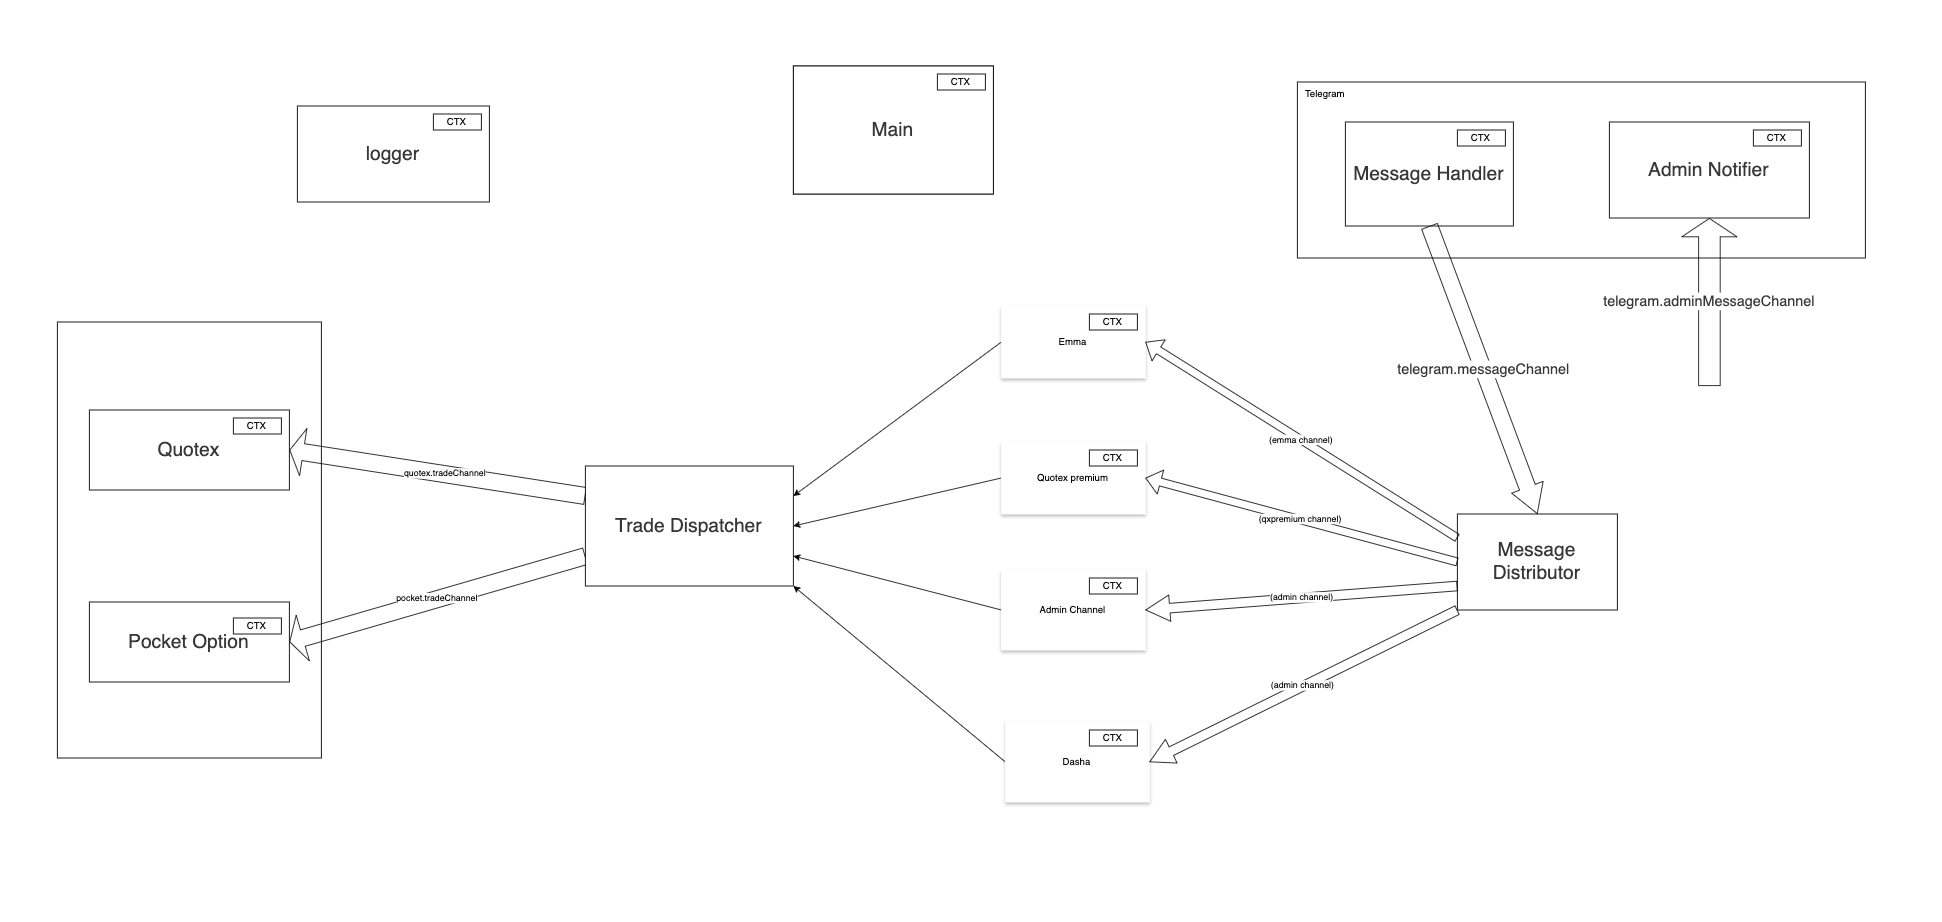 CTX
Main
CTX
logger
Telegram
CTX
Message Handler
CTX
Admin Notifier
telegram.adminMessageChannel
telegram.messageChannel
CTX
Emma
(emma channel)
CTX
Quotex
quotex.tradeChannel
CTX
Quotex premium
(qxpremium channel)
Trade Dispatcher
Message
Distributor
CTX
Admin Channel
(admin channel)
CTX
Pocket Option
pocket.tradeChannel
(admin channel)
CTX
Dasha